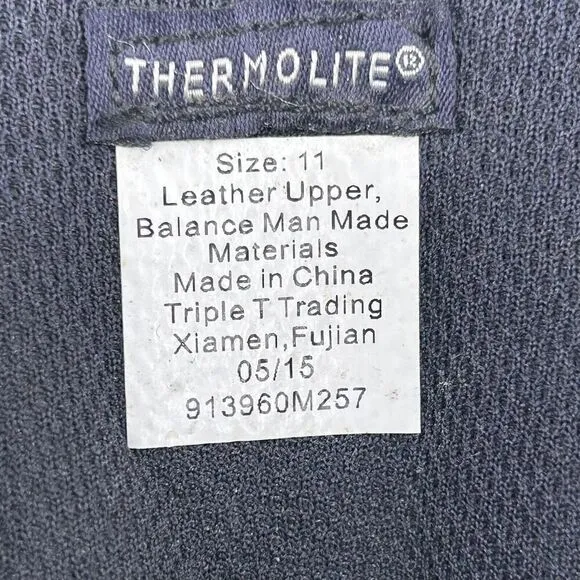 THERMOLITE®
Size: 11
Leather Upper,
Balance Man Made
Materials
Made in China
Triple T Trading
Xiamen,Fujian
05/15
913960M257